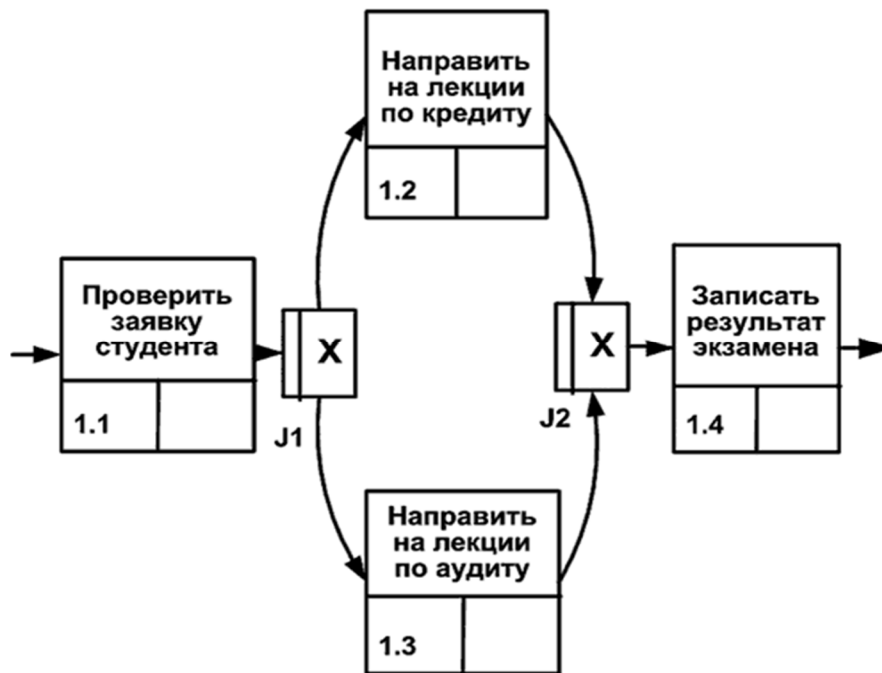 Направить
на лекции
по кредиту
1.2
Проверить
заявку
студента
1.1
X
J1
X
J2
Записать
результат
экзамена
1.4
Направить
на лекции
по аудиту
1.3